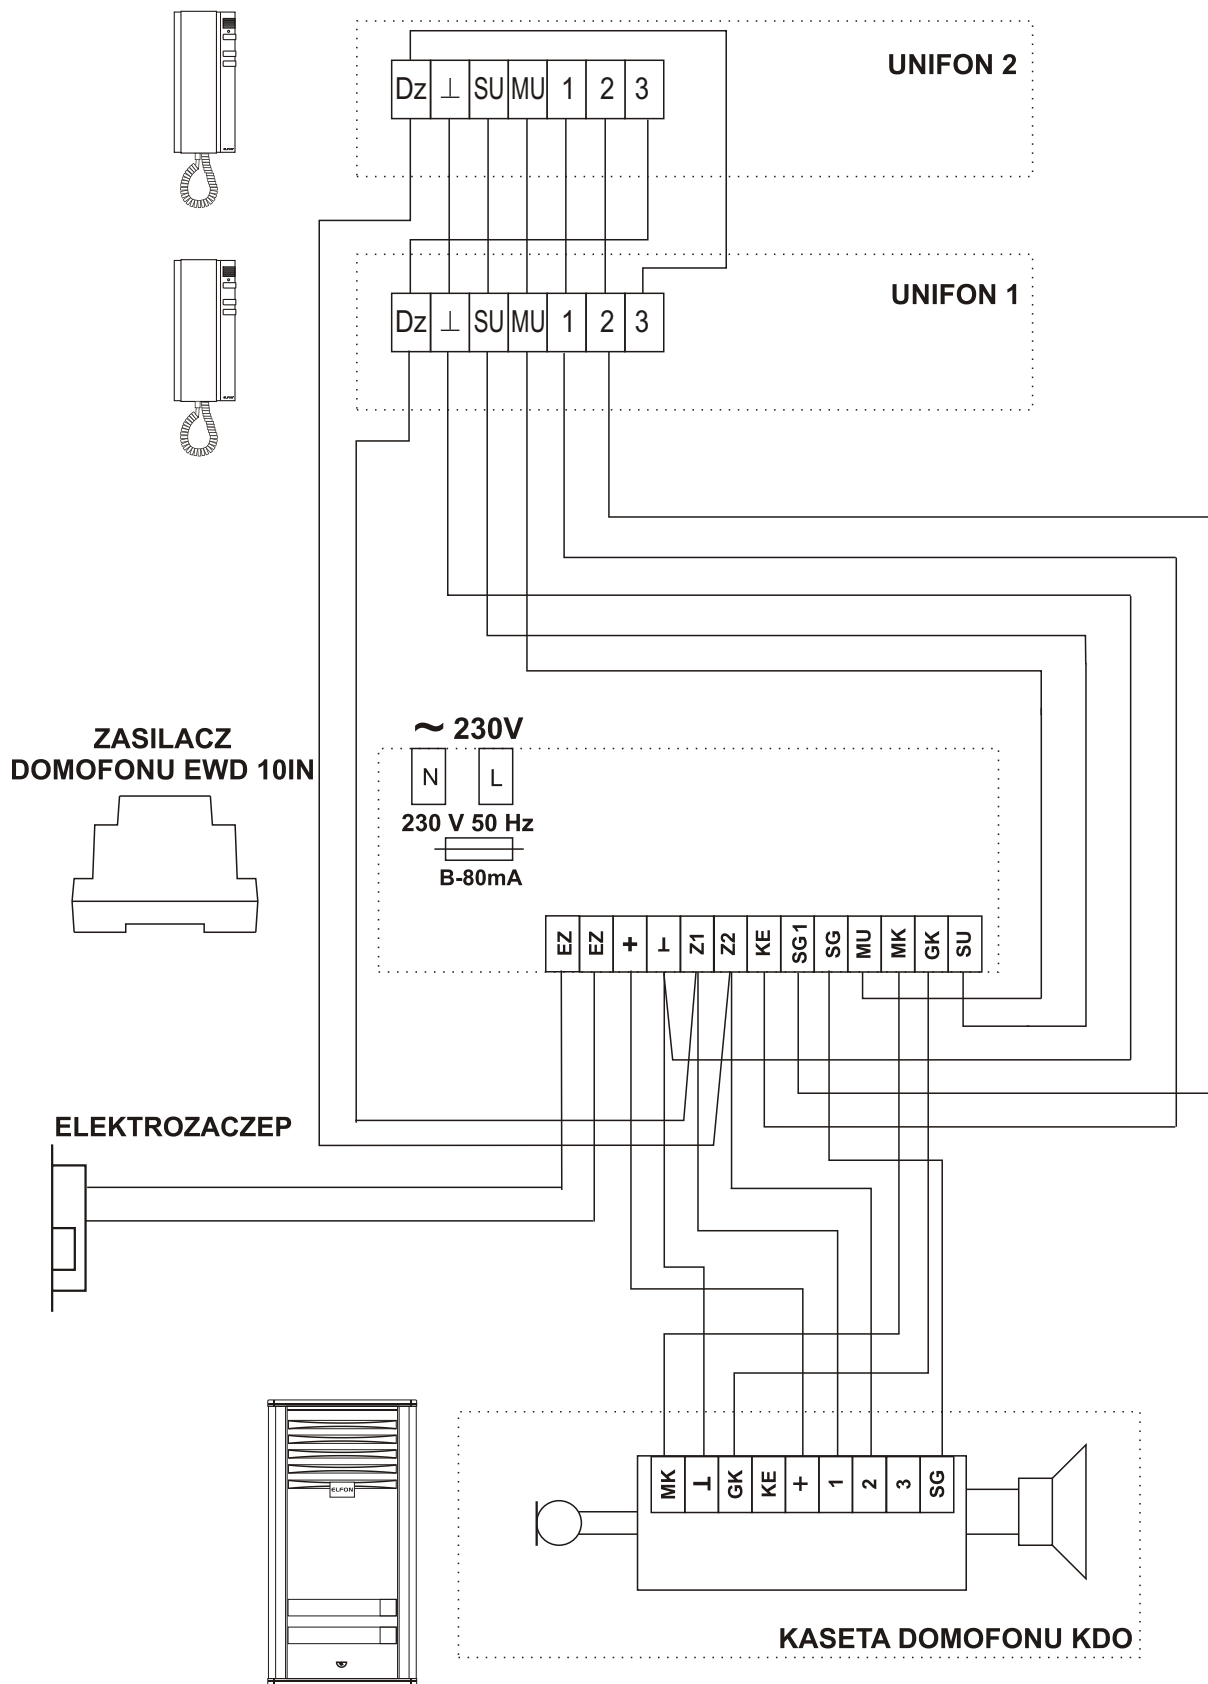 UNIFON 2
Dz ⊥ SU MU 1 2 3
UNIFON 1
Dz ⊥ SU MU 1 2 3
~ 230V
ZASILACZ
DOMOFONU EWD 10IN
N L
230 V 50 Hz
B-80mA
EZ EZ + ⊥ Z1 Z2 KE SG1 SG MU MK GK SU
ELEKTROZACZEP
ELFON
MK ⊥ GK KE + 1 2 3 SG
KASETA DOMOFONU KDO